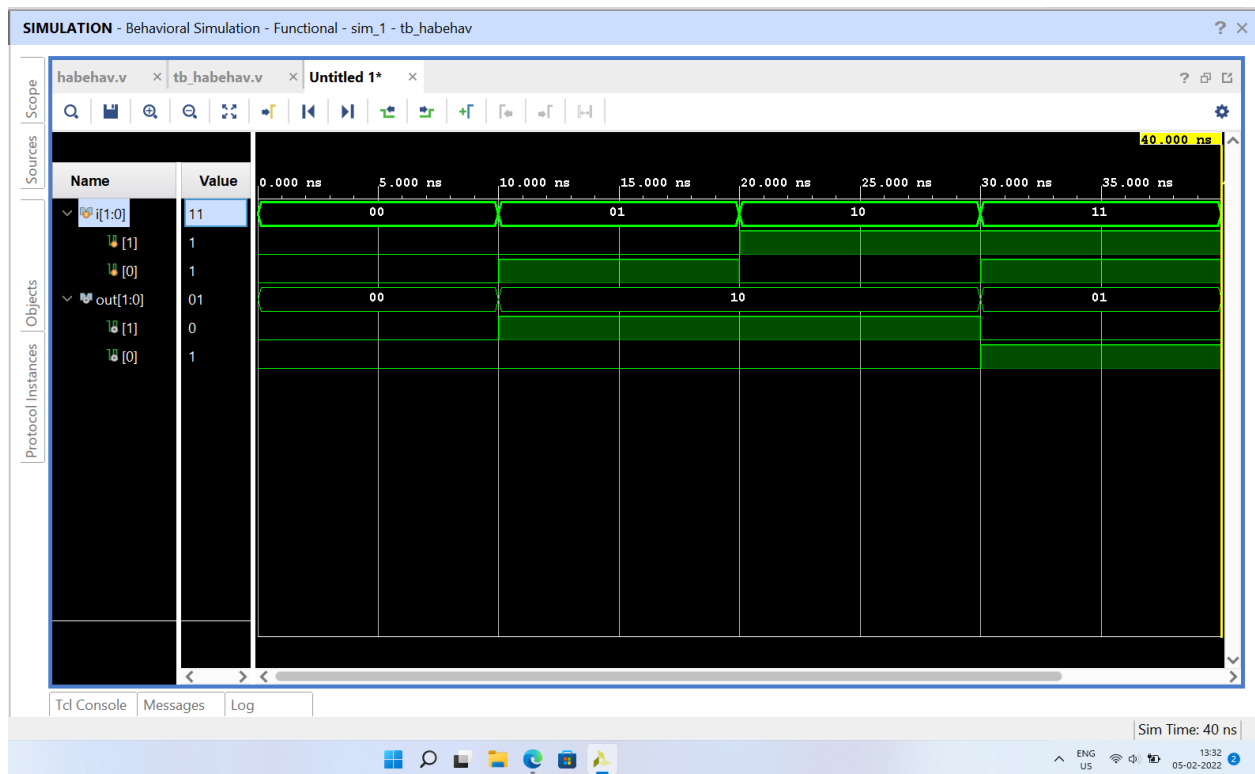 SIMULATION - Behavioral Simulation - Functional - sim_1 - tb_habehav
habehav.v
tb_habehav.v
Untitled 1*
Scope
Sources
Objects
Protocol Instances
40.000 ns
Name Value
0.000 ns 5.000 ns 10.000 ns 15.000 ns 20.000 ns 25.000 ns 30.000 ns 35.000 ns
i[1:0] 11 00 01 10 11
[1] 1
[0] 1
out[1:0] 01 00 10 01
[1] 0
[0] 1
Tcl Console Messages Log
Sim Time: 40 ns
ENG 13:32
US 05-02-2022 2